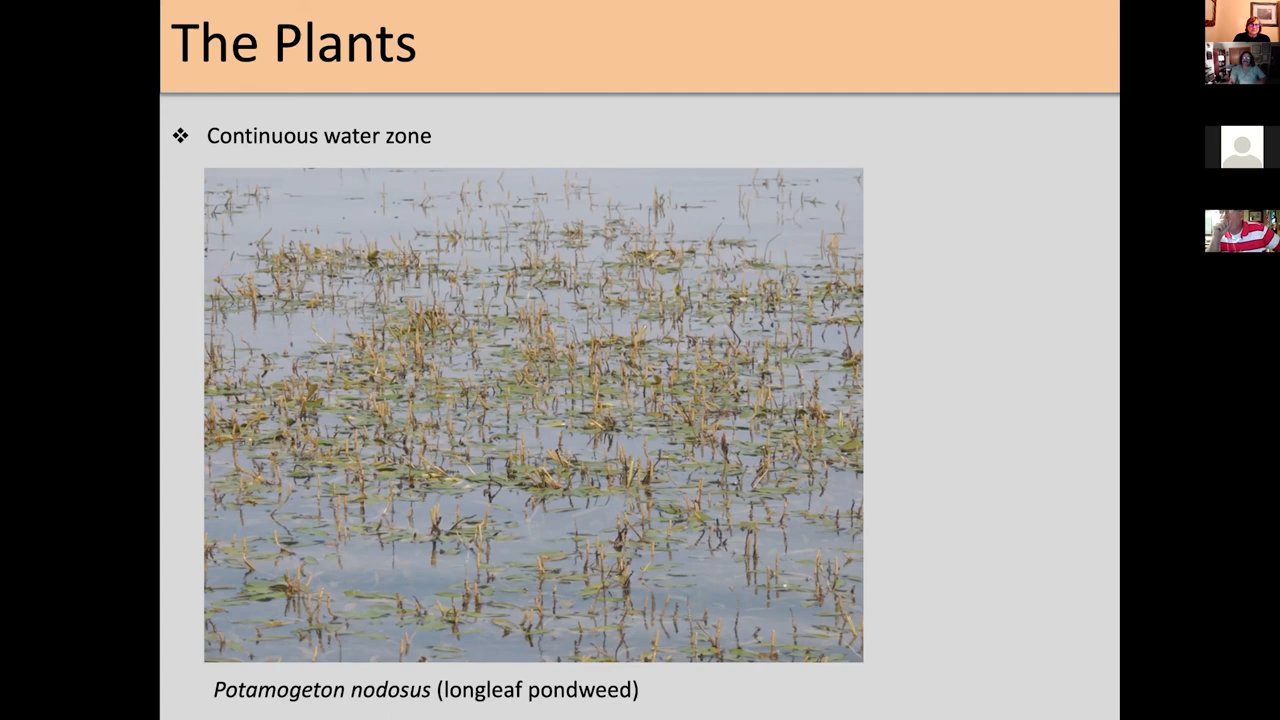 The Plants
❖ Continuous water zone
Potamogeton nodosus (longleaf pondweed)